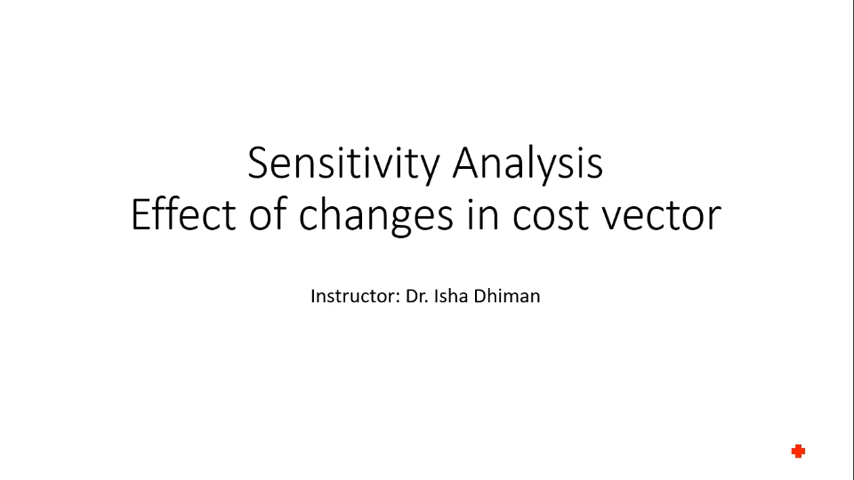 Sensitivity Analysis
Effect of changes in cost vector
Instructor: Dr. Isha Dhiman